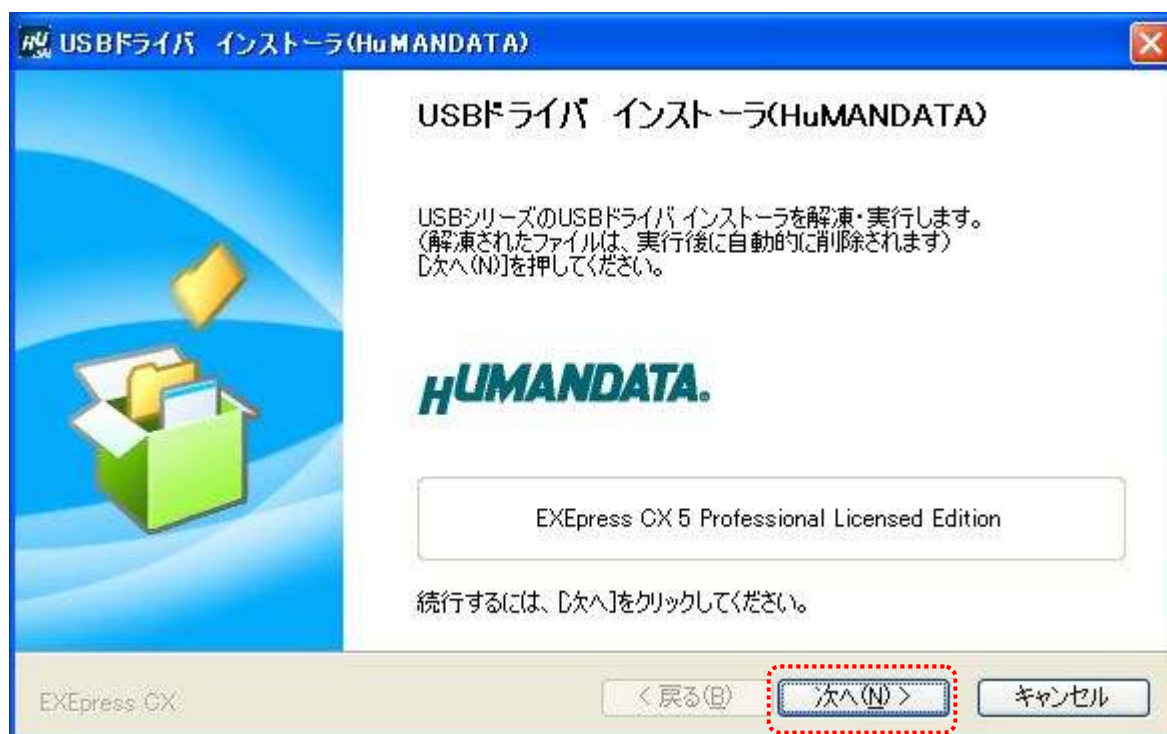 USBドライバ インストーラ(HuMANDATA)
USBドライバ インストーラ(HuMANDATA)
USBシリーズのUSBドライバ インストーラを解凍・実行します。
(解凍されたファイルは、実行後に自動的に削除されます)
[次へ(N)]を押してください。
HUMANDATA.
EXEpress CX 5 Professional Licensed Edition
続行するには、[次へ]をクリックしてください。
EXEpress CX
< 戻る(B)
次へ(N) >
キャンセル